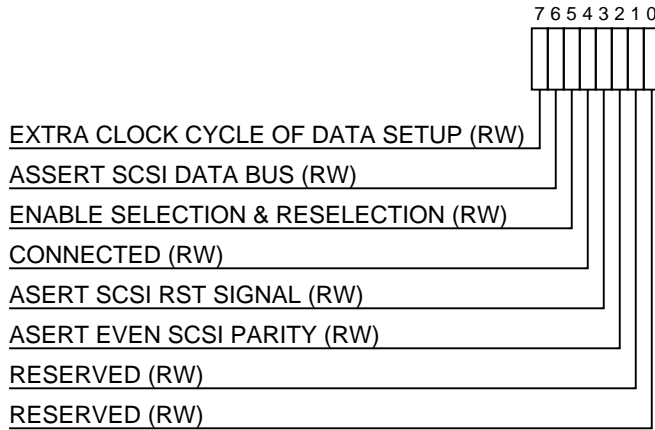 7 6 5 4 3 2 1 0
EXTRA CLOCK CYCLE OF DATA SETUP (RW)
ASSERT SCSI DATA BUS (RW)
ENABLE SELECTION & RESELECTION (RW)
CONNECTED (RW)
ASERT SCSI RST SIGNAL (RW)
ASERT EVEN SCSI PARITY (RW)
RESERVED (RW)
RESERVED (RW)